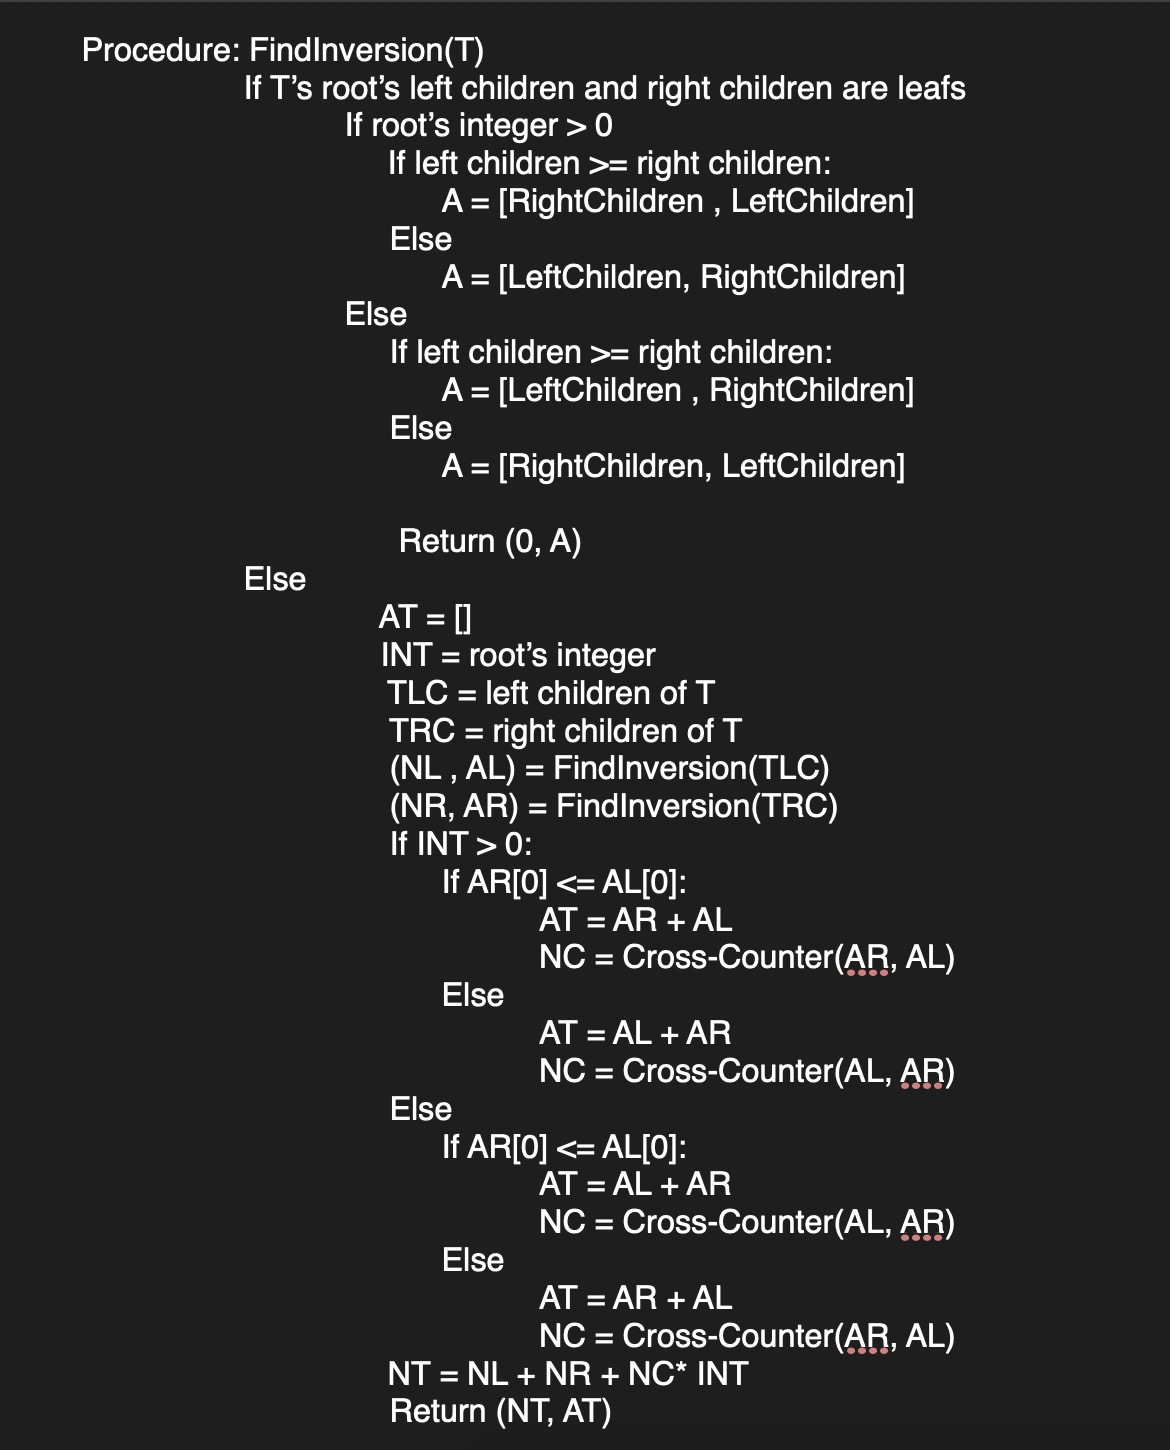 Procedure: FindInversion(T)
If T’s root’s left children and right children are leafs
If root’s integer > 0
If left children >= right children:
A = [RightChildren , LeftChildren]
Else
A = [LeftChildren, RightChildren]
Else
If left children >= right children:
A = [LeftChildren , RightChildren]
Else
A = [RightChildren, LeftChildren]
Return (0, A)
Else
AT = []
INT = root’s integer
TLC = left children of T
TRC = right children of T
(NL , AL) = FindInversion(TLC)
(NR, AR) = FindInversion(TRC)
If INT > 0:
If AR[0] <= AL[0]:
AT = AR + AL
NC = Cross-Counter(AR, AL)
Else
AT = AL + AR
NC = Cross-Counter(AL, AR)
Else
If AR[0] <= AL[0]:
AT = AL + AR
NC = Cross-Counter(AL, AR)
Else
AT = AR + AL
NC = Cross-Counter(AR, AL)
NT = NL + NR + NC* INT
Return (NT, AT)